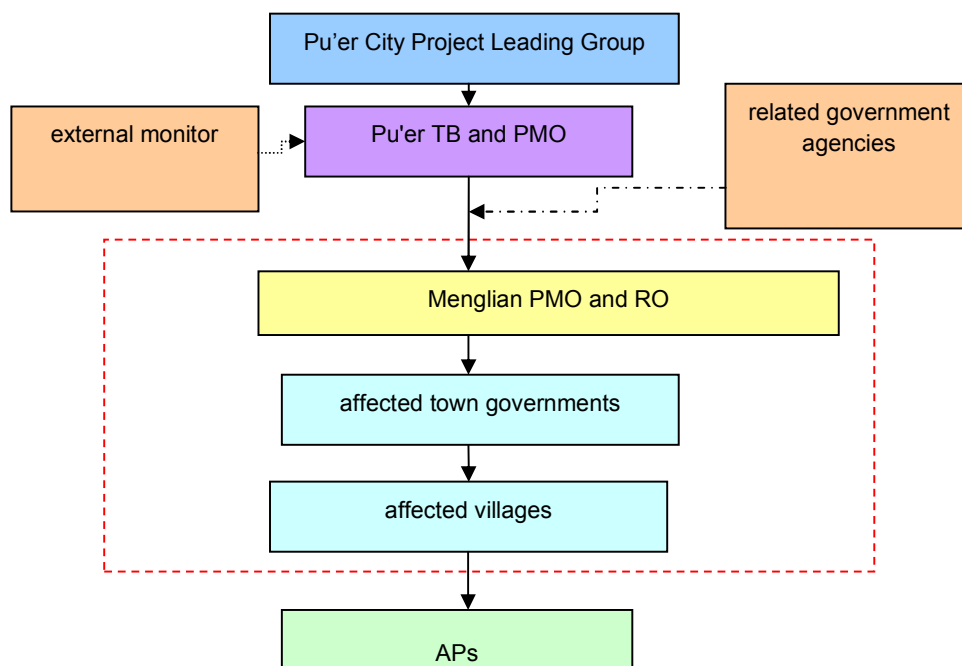 Pu’er City Project Leading Group
external monitor
Pu'er TB and PMO
related government
agencies
Menglian PMO and RO
affected town governments
affected villages
APs